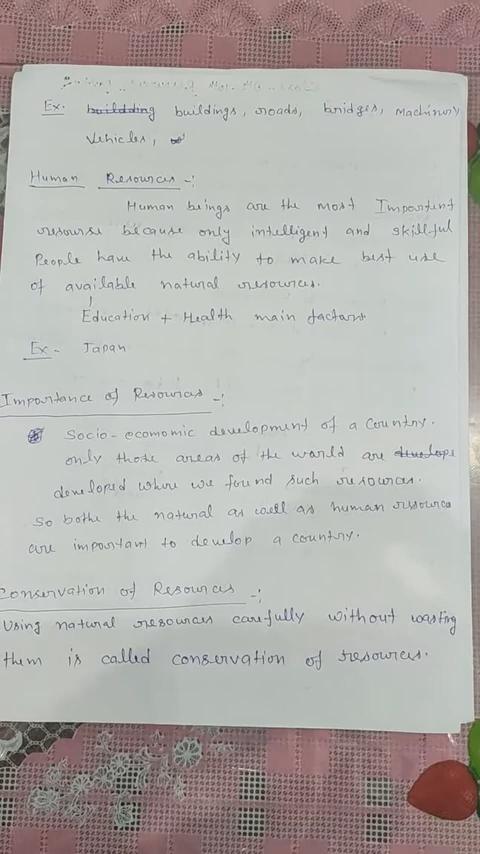 Ex. building buildings, roads, bridges, Machinery
Vehicles,
Human Resources -:
Human beings are the most Important
resourse because only intelligent and skillful
People have the ability to make best use
of available natural resources.
Education + Health main factors
Ex - Japan
Importance of Resources -:
Socio-economic development of a Country.
only those areas of the world are develope
developed where we found such resources.
So bothe the natural as well as human resource
are important to develop a country.
Conservation of Resources -:
Using natural resources carefully without wasting
them is called conservation of resources.